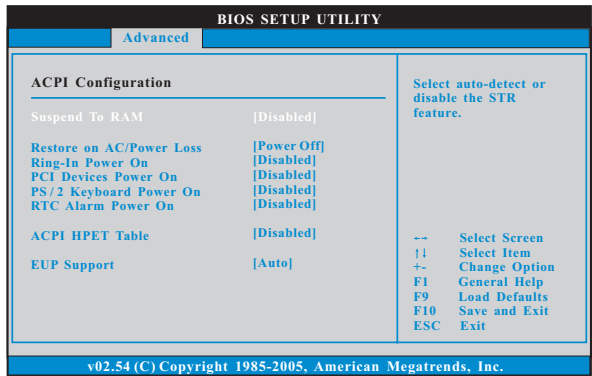 BIOS SETUP UTILITY
Advanced
ACPI Configuration
Suspend To RAM [Disabled]
Restore on AC/Power Loss [Power Off]
Ring-In Power On [Disabled]
PCI Devices Power On [Disabled]
PS/2 Keyboard Power On [Disabled]
RTC Alarm Power On [Disabled]
ACPI HPET Table [Disabled]
EUP Support [Auto]
Select auto-detect or
disable the STR
feature.
←→ Select Screen
↑↓ Select Item
+- Change Option
F1 General Help
F9 Load Defaults
F10 Save and Exit
ESC Exit
v02.54 (C) Copyright 1985-2005, American Megatrends, Inc.